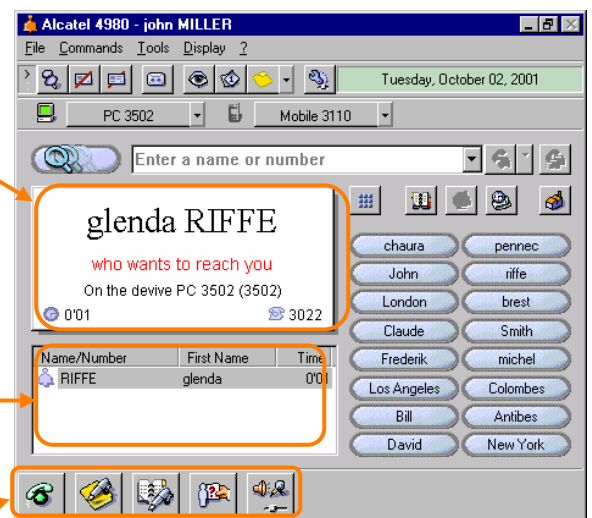 Alcatel 4980 - john MILLER
File Commands Tools Display ?
Tuesday, October 02, 2001
PC 3502 Mobile 3110
Enter a name or number
glenda RIFFE
who wants to reach you
On the devive PC 3502 (3502)
0'01 3022
Name/Number First Name Time
RIFFE glenda 0'01
chaura pennec
John riffe
London brest
Claude Smith
Frederik michel
Los Angeles Colombes
Bill Antibes
David New York